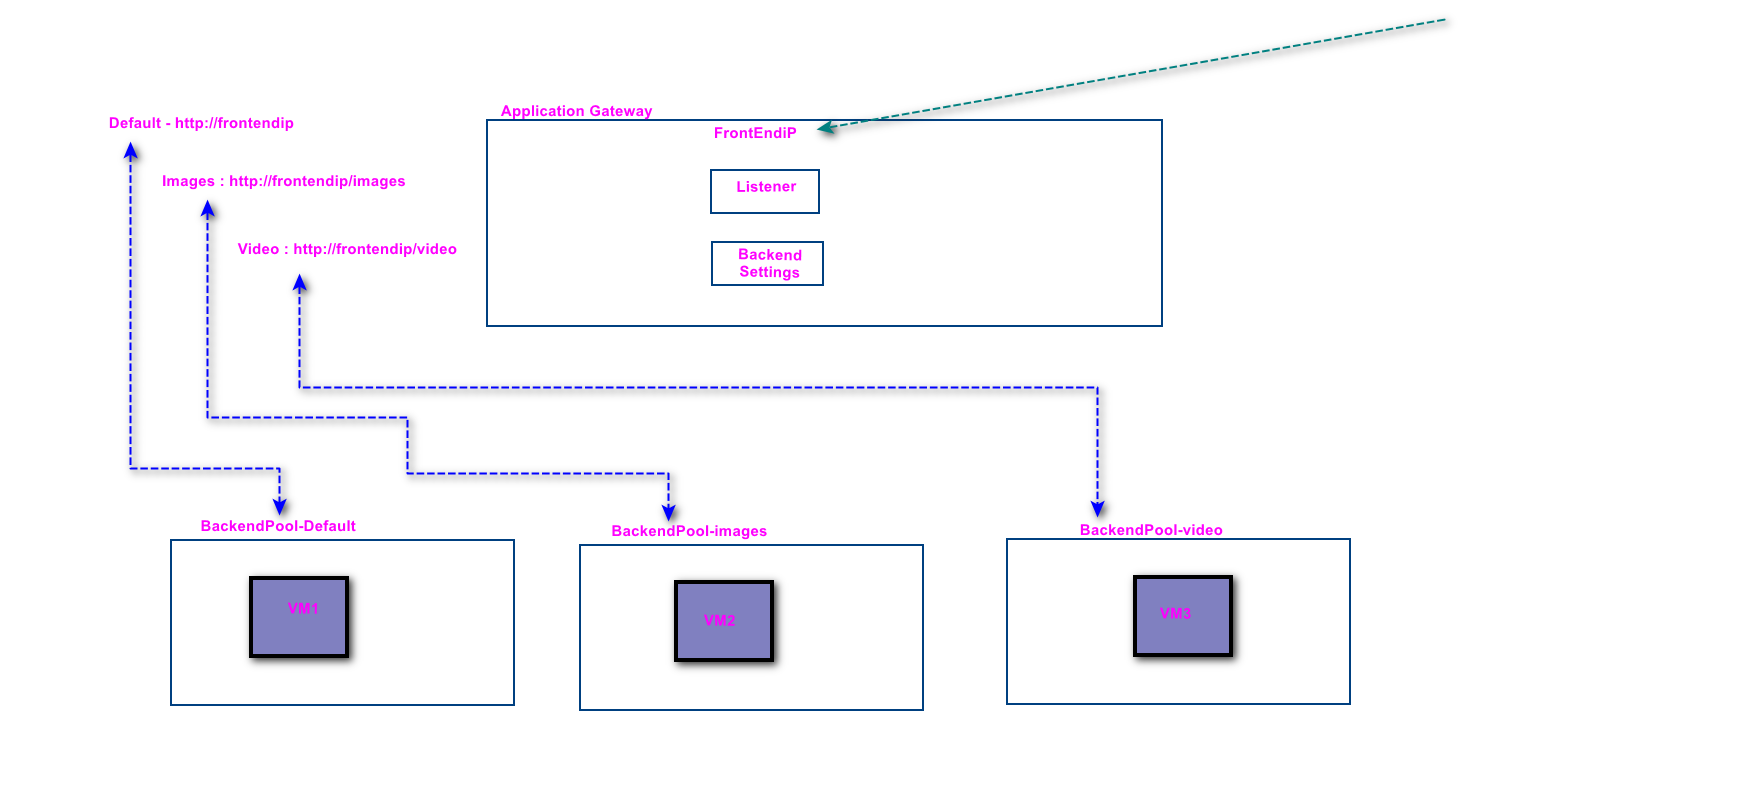 Application Gateway
Default - http://frontendip
FrontEndiP
Images : http://frontendip/images
Listener
Video : http://frontendip/video
Backend
Settings
BackendPool-Default
BackendPool-images
BackendPool-video
VM1
VM2
VM3